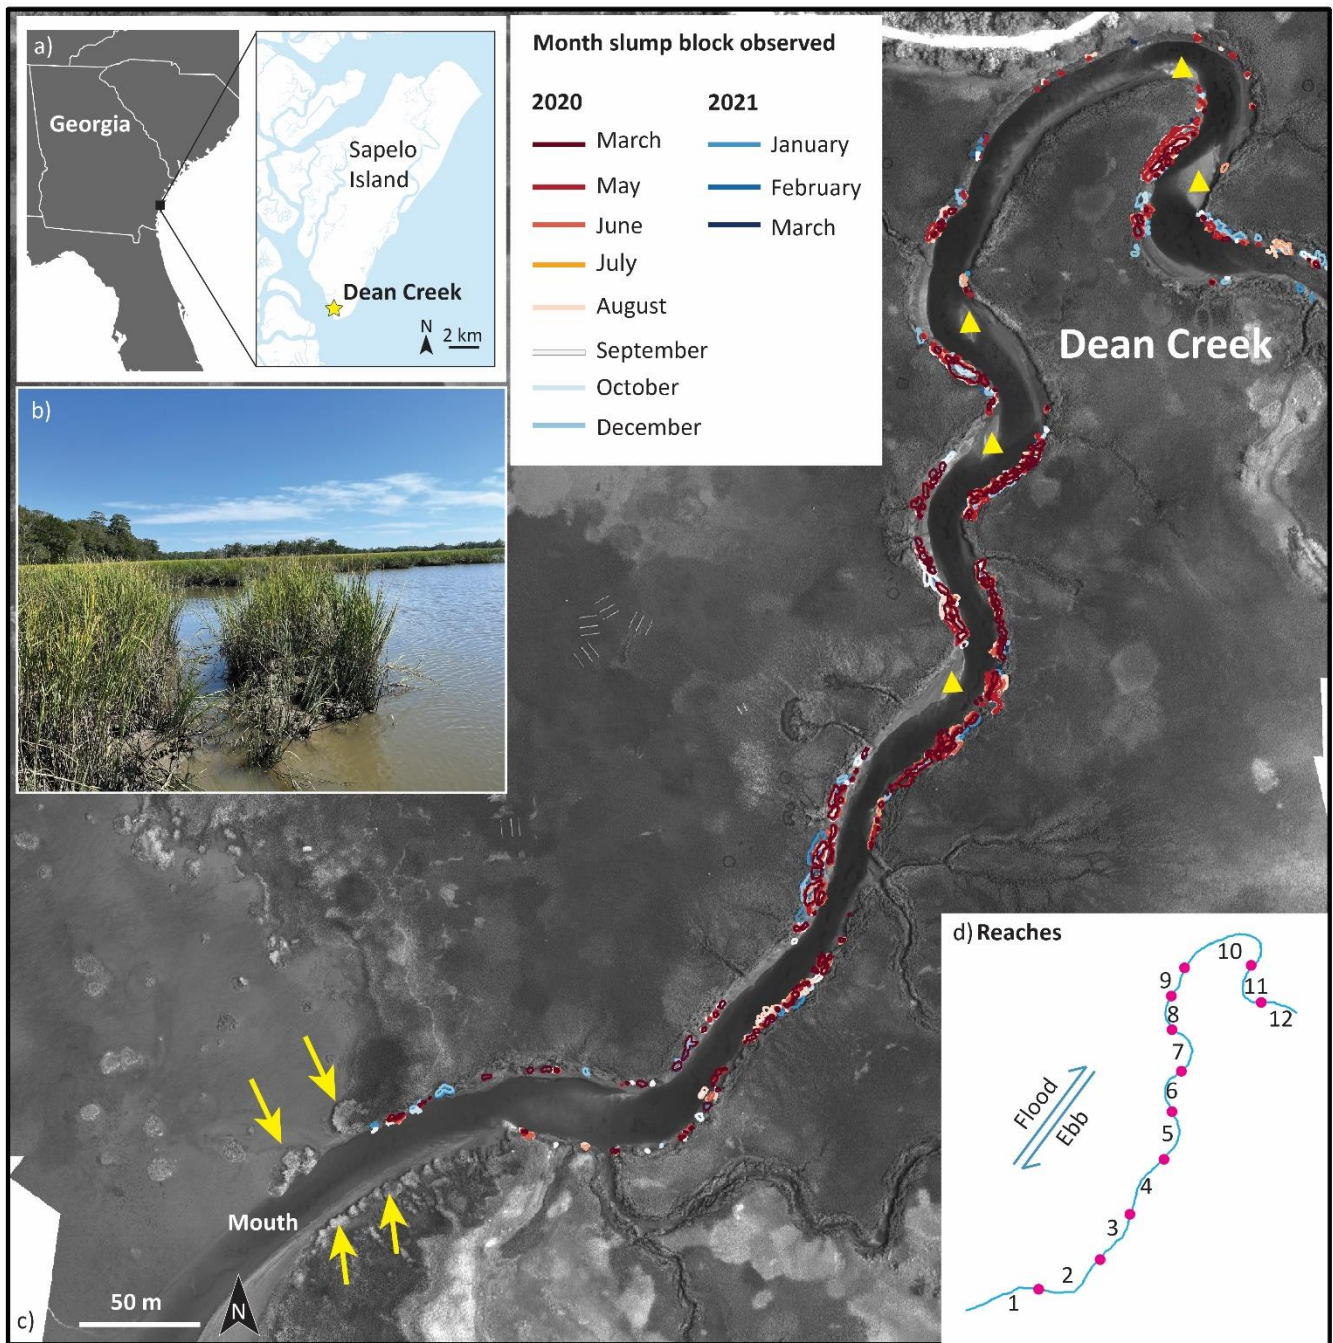 a)
Georgia
Sapelo
Island
Dean Creek
N
2 km
b)
Month slump block observed
2020
2021
March
May
June
July
August
September
October
December
January
February
March
Dean Creek
Mouth
50 m
N
c)
d) Reaches
10
9
11
8
12
7
6
5
4
3
2
1
Flood
Ebb